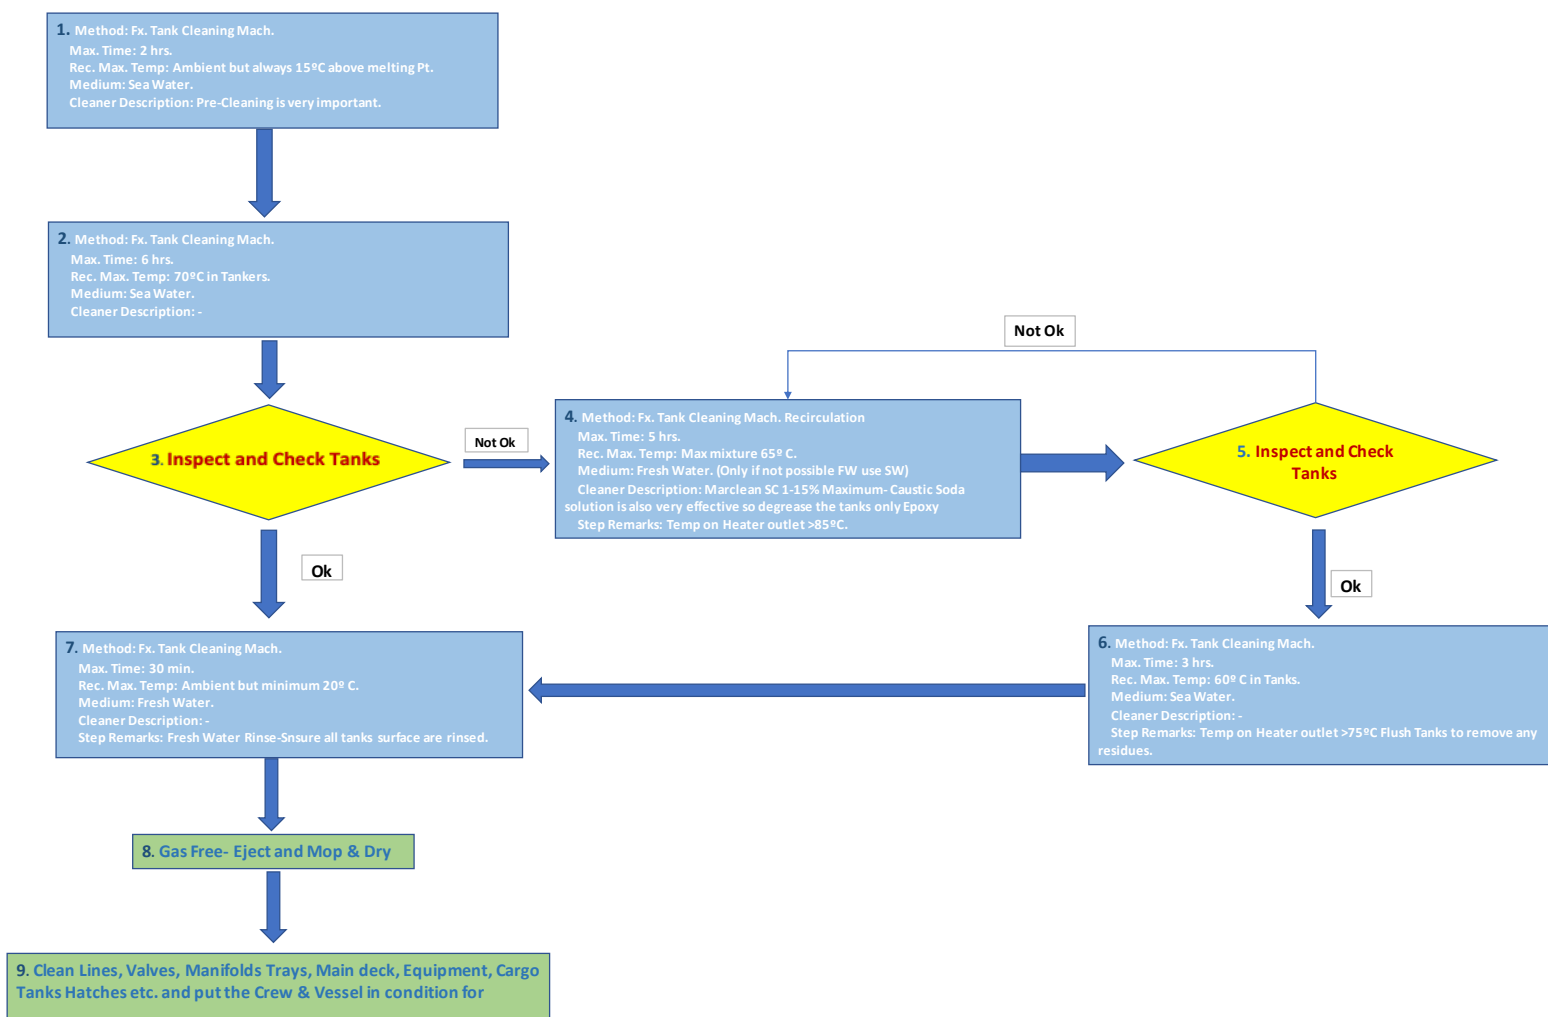 1. Method: Fx. Tank Cleaning Mach.
Max. Time: 2 hrs.
Rec. Max. Temp: Ambient but always 15ºC above melting Pt.
Medium: Sea Water.
Cleaner Description: Pre-Cleaning is very important.
2. Method: Fx. Tank Cleaning Mach.
Max. Time: 6 hrs.
Rec. Max. Temp: 70ºC in Tankers.
Medium: Sea Water.
Cleaner Description: -
3. Inspect and Check Tanks
Not Ok
4. Method: Fx. Tank Cleaning Mach. Recirculation
Max. Time: 5 hrs.
Rec. Max. Temp: Max mixture 65º C.
Medium: Fresh Water. (Only if not possible FW use SW)
Cleaner Description: Marclean SC 1-15% Maximum- Caustic Soda
solution is also very effective so degrease the tanks only Epoxy
Step Remarks: Temp on Heater outlet >85ºC.
Not Ok
5. Inspect and Check
Tanks
Ok
Ok
6. Method: Fx. Tank Cleaning Mach.
Max. Time: 3 hrs.
Rec. Max. Temp: 60º C in Tanks.
Medium: Sea Water.
Cleaner Description: -
Step Remarks: Temp on Heater outlet >75ºC Flush Tanks to remove any
residues.
7. Method: Fx. Tank Cleaning Mach.
Max. Time: 30 min.
Rec. Max. Temp: Ambient but minimum 20º C.
Medium: Fresh Water.
Cleaner Description: -
Step Remarks: Fresh Water Rinse-Snsure all tanks surface are rinsed.
8. Gas Free- Eject and Mop & Dry
9. Clean Lines, Valves, Manifolds Trays, Main deck, Equipment, Cargo
Tanks Hatches etc. and put the Crew & Vessel in condition for